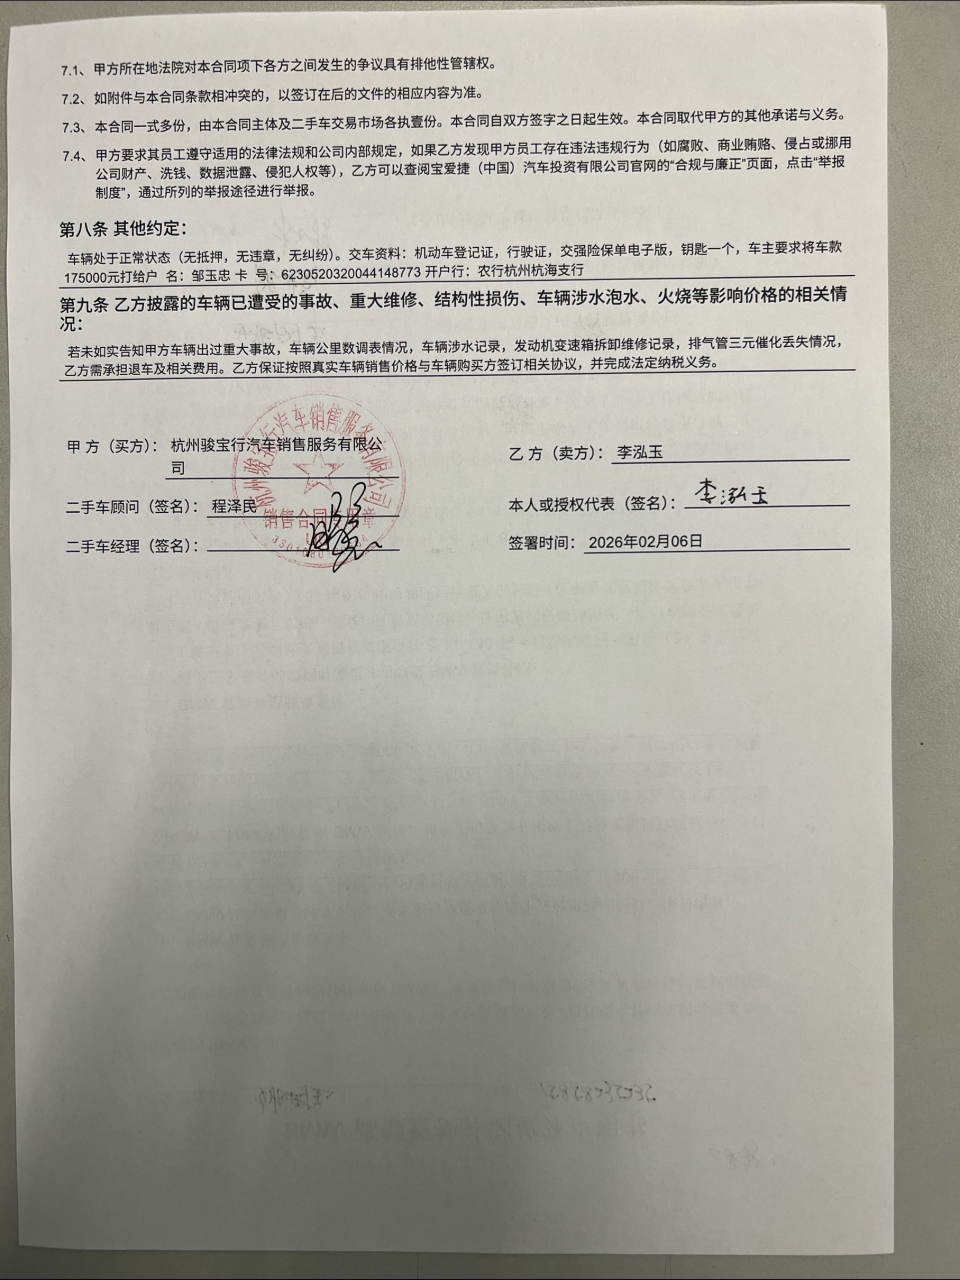 7.1、甲方所在地法院对本合同项下各方之间发生的争议具有排他性管辖权。
7.2、如附件与本合同条款相冲突的，以签订在后的文件的相应内容为准。
7.3、本合同一式多份，由本合同主体及二手车交易市场各执壹份。本合同自双方签字之日起生效。本合同取代甲方的其他承诺与义务。
7.4、甲方要求其员工遵守适用的法律法规和公司内部规定，如果乙方发现甲方员工存在违法违规行为（如腐败、商业贿赂、侵占或挪用
公司财产、洗钱、数据泄露、侵犯人权等），乙方可以查阅宝爱捷（中国）汽车投资有限公司官网的“合规与廉正”页面，点击“举报
制度”，通过所列的举报途径进行举报。
第八条 其他约定：
车辆处于正常状态（无抵押，无违章，无纠纷）。交车资料：机动车登记证，行驶证，交强险保单电子版，钥匙一个，车主要求将车款
175000元打给户 名：邹玉忠 卡 号：6230520320044148773 开户行：农行杭州杭海支行
第九条 乙方披露的车辆已遭受的事故、重大维修、结构性损伤、车辆涉水泡水、火烧等影响价格的相关情
况：
若未如实告知甲方车辆出过重大事故，车辆公里数调表情况，车辆涉水记录，发动机变速箱拆卸维修记录，排气管三元催化丢失情况，
乙方需承担退车及相关费用。乙方保证按照真实车辆销售价格与车辆购买方签订相关协议，并完成法定纳税义务。
甲 方（买方）： 杭州骏宝行汽车销售服务有限公
司
乙 方（卖方）： 李泓玉
二手车顾问（签名）： 程泽民
本人或授权代表（签名）： 李泓玉
二手车经理（签名）：
签署时间： 2026年02月06日
杭州骏宝行汽车销售服务有限公司
销售合同专用章